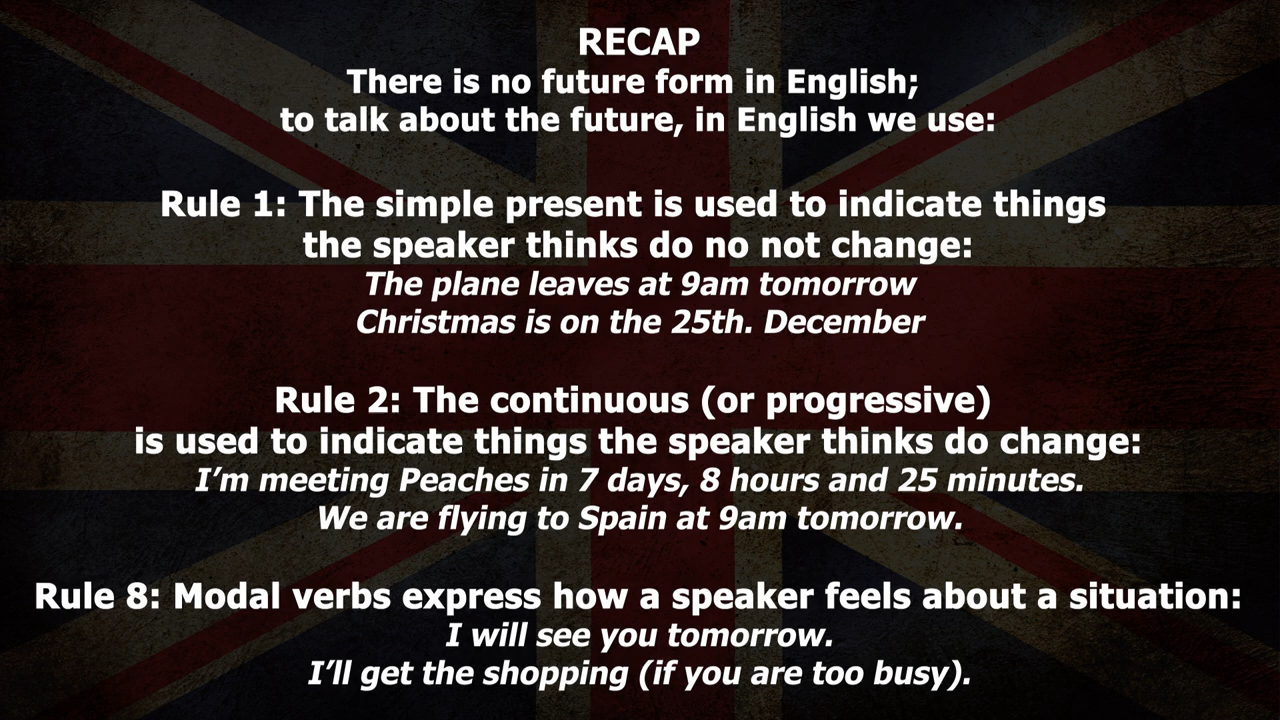 RECAP
There is no future form in English;
to talk about the future, in English we use:
Rule 1: The simple present is used to indicate things
the speaker thinks do no not change:
The plane leaves at 9am tomorrow
Christmas is on the 25th. December
Rule 2: The continuous (or progressive)
is used to indicate things the speaker thinks do change:
I’m meeting Peaches in 7 days, 8 hours and 25 minutes.
We are flying to Spain at 9am tomorrow.
Rule 8: Modal verbs express how a speaker feels about a situation:
I will see you tomorrow.
I’ll get the shopping (if you are too busy).